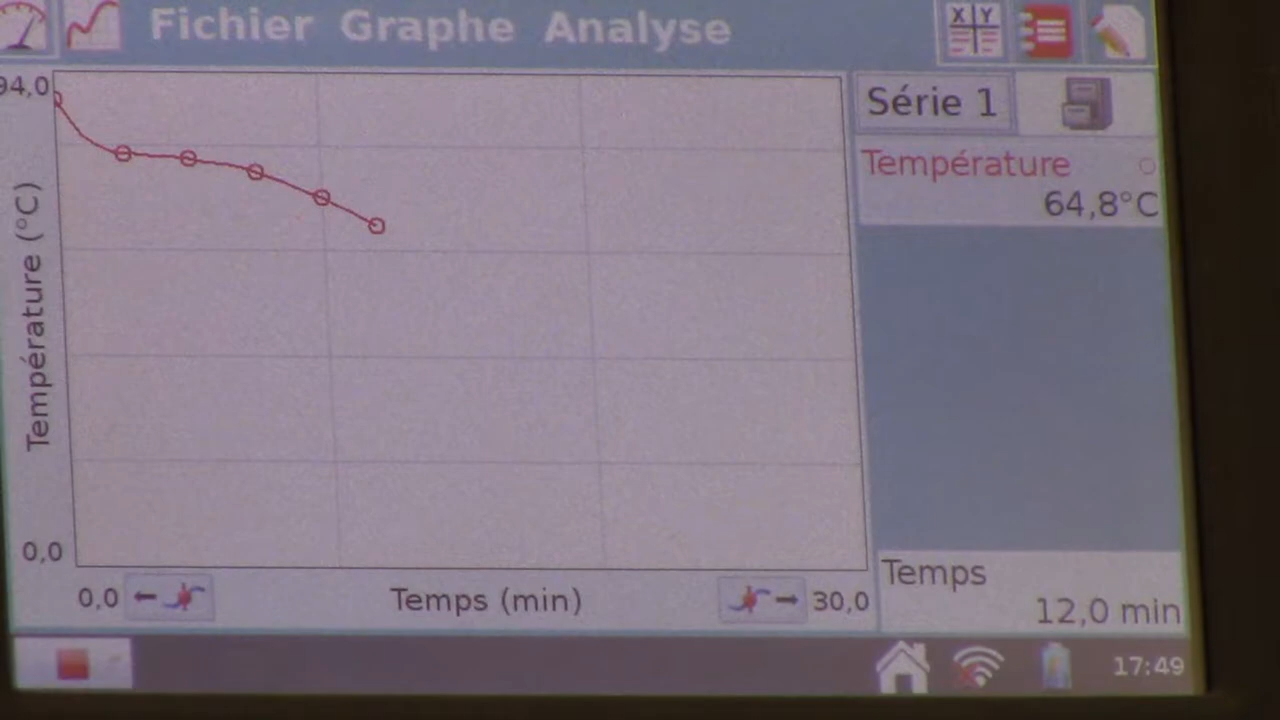 Fichier Graphe Analyse
X Y
94,0
Série 1
Température
64,8°C
Température (°C)
0,0
0,0
Temps (min)
30,0
Temps
12,0 min
17:49